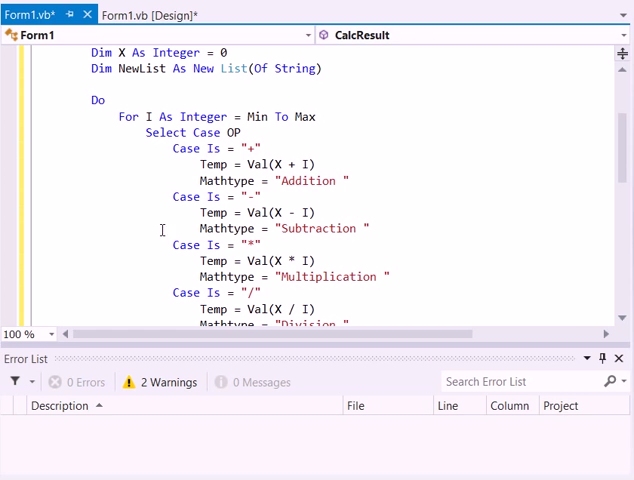 Form1.vb* Form1.vb [Design]*
Form1 CalcResult
Dim X As Integer = 0
Dim NewList As New List(Of String)
Do
For I As Integer = Min To Max
Select Case OP
Case Is = "+"
Temp = Val(X + I)
Mathtype = "Addition "
Case Is = "-"
Temp = Val(X - I)
Mathtype = "Subtraction "
Case Is = "*"
Temp = Val(X * I)
Mathtype = "Multiplication "
Case Is = "/"
Temp = Val(X / I)
Mathtype = "Division "
100 %
Error List
0 Errors 2 Warnings 0 Messages Search Error List
Description File Line Column Project